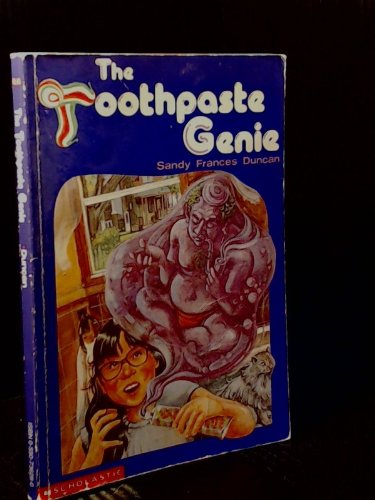 The
Toothpaste
Genie
Sandy Frances Duncan
SCHOLASTIC
The Toothpaste Genie
Duncan